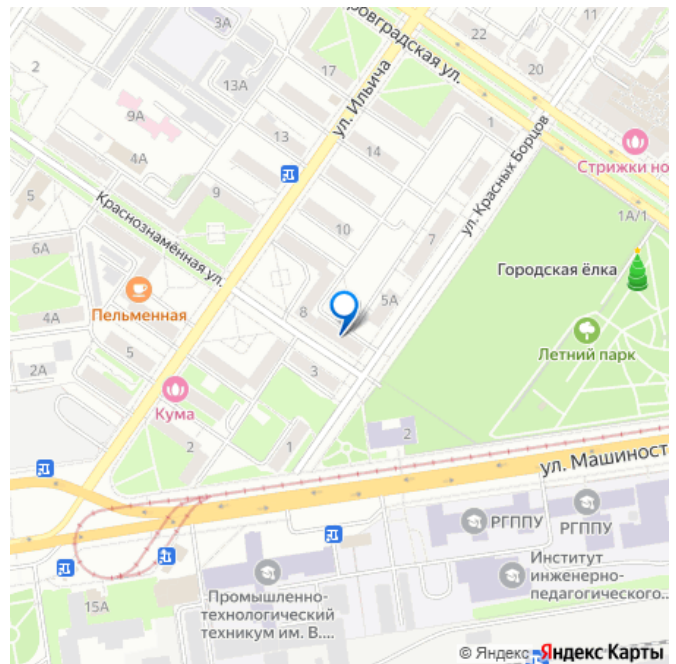 3А
22
11
ровградская ул.
17
20
2
13А
ул. Ильича
9А
1
13
14
ул. Красных Борцов
Стрижки но
4А
5
9
1А/1
Краснознамённая ул.
10
7
6А
Городская ёлка
Пельменная
8
5А
4А
5
Летний парк
2А
3
Кума
2
1
2
ул. Машиност
РГППУ
РГППУ
Институт
инженерно-
педагогического...
Промышленно-
технологический
техникум им. В....
15А
© Яндекс Яндекс Карты